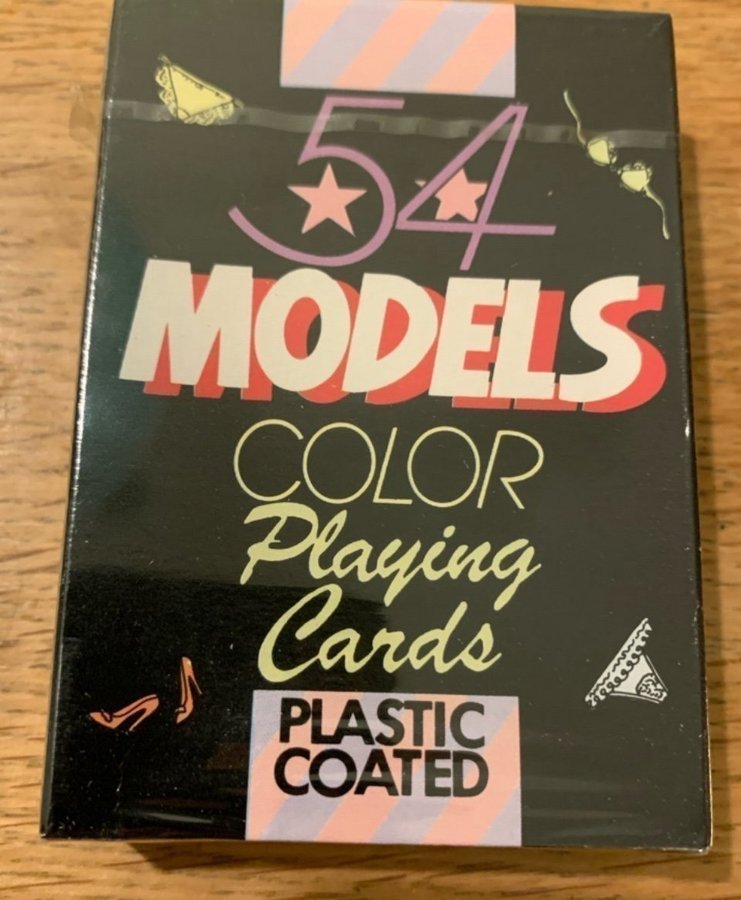 54
MODELS
COLOR
Playing
Cards
PLASTIC
COATED